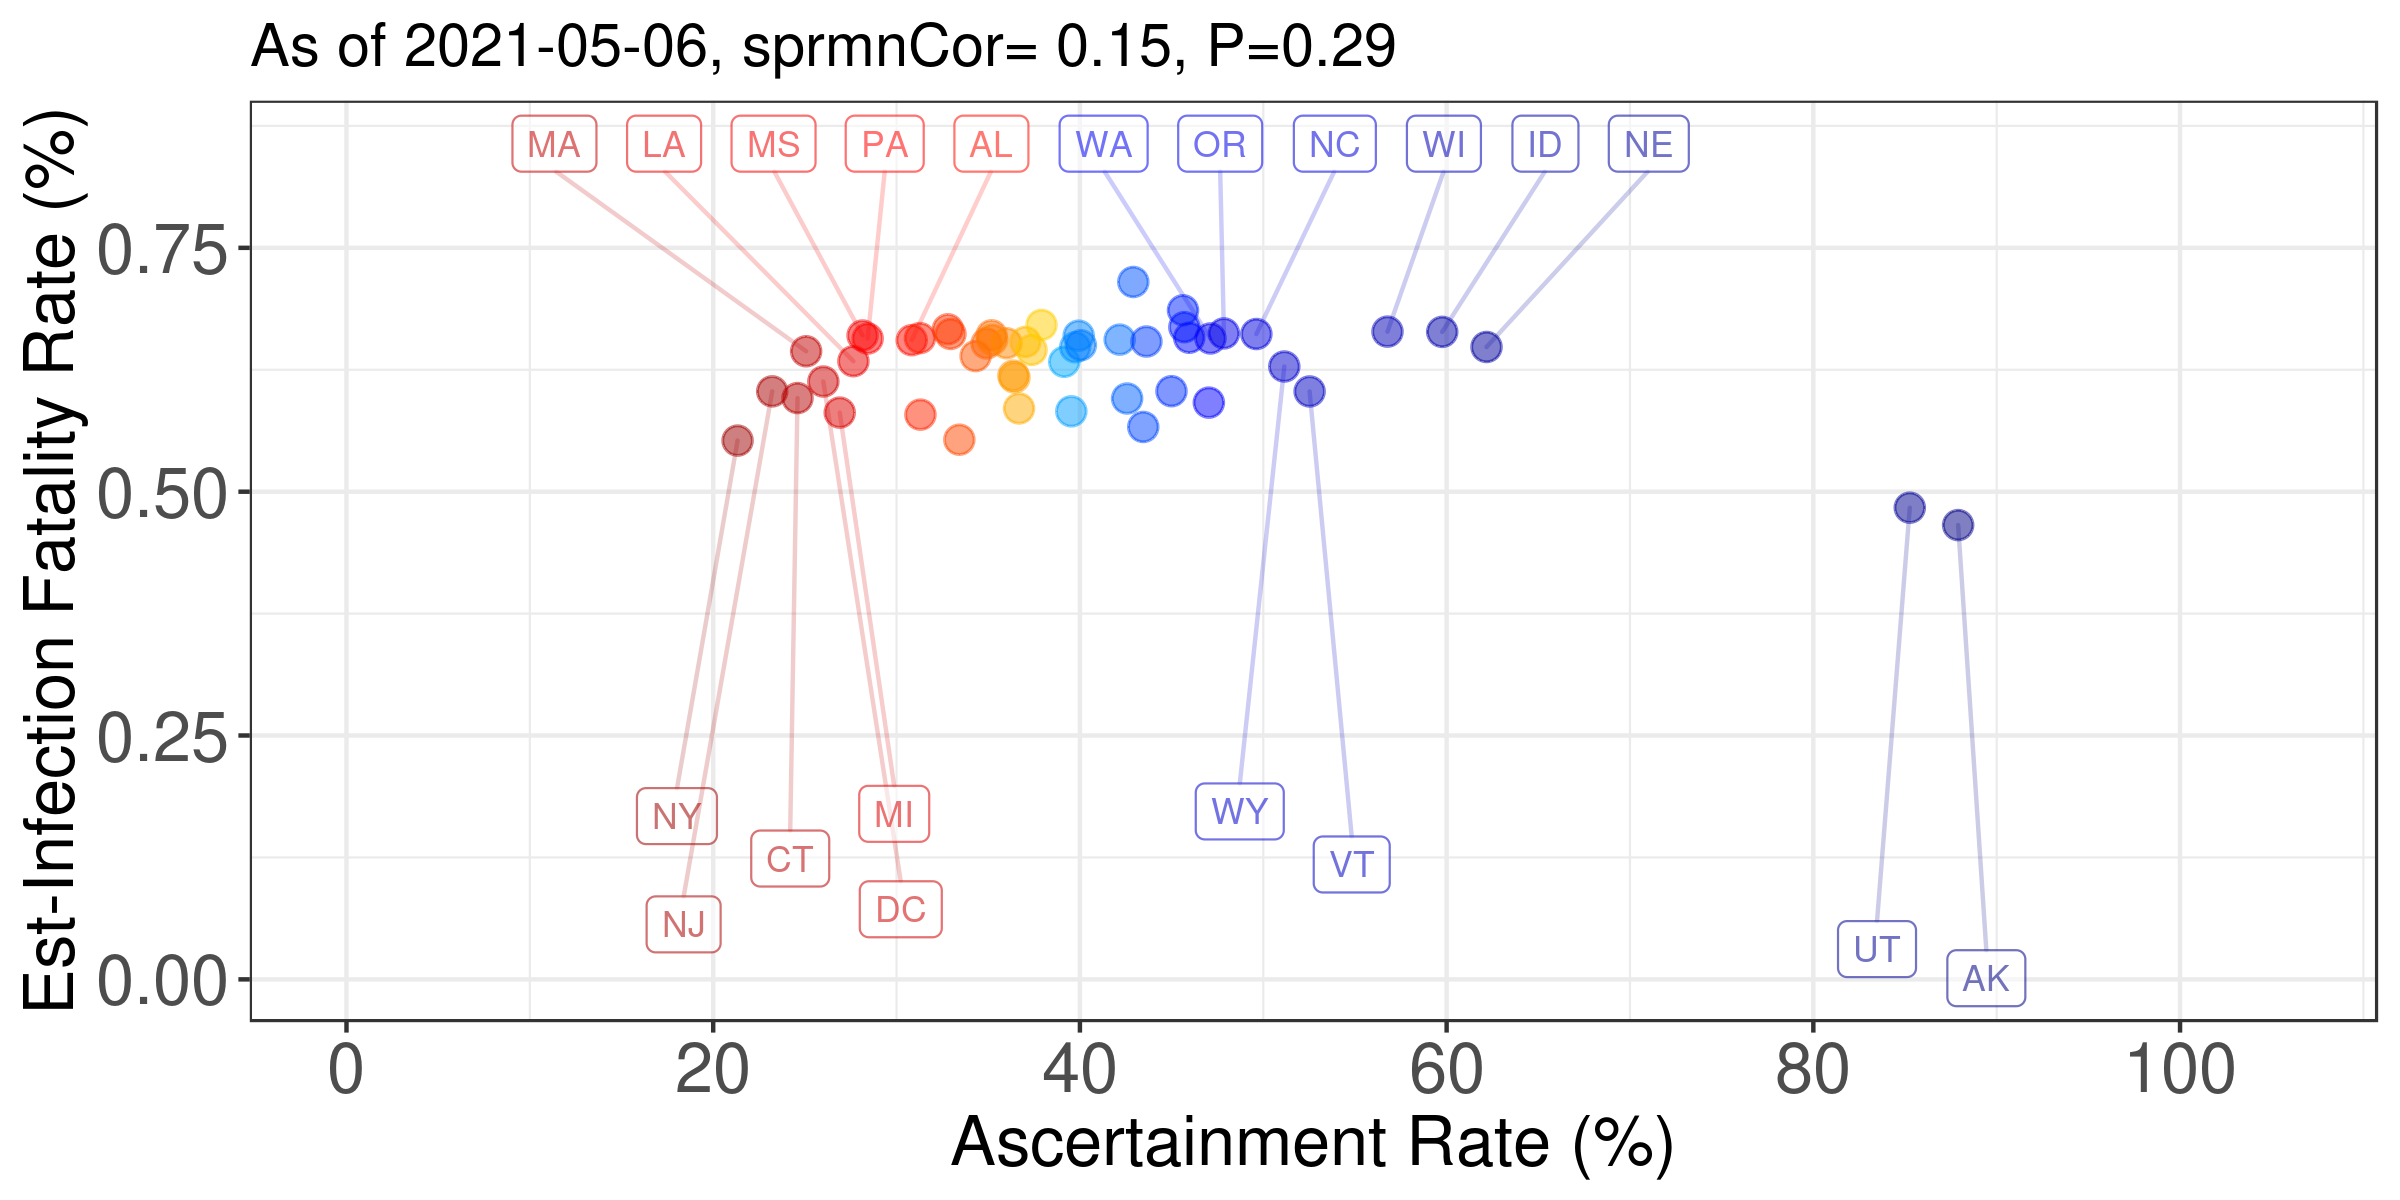 As of 2021-05-06, sprmnCor= 0.15, P=0.29
Est-Infection Fatality Rate (%)
MA LA MS PA AL WA OR NC WI ID NE
0.75
0.50
0.25
NY MI WY
CT VT
DC
NJ
UT
AK
0.00
0 20 40 60 80 100
Ascertainment Rate (%)